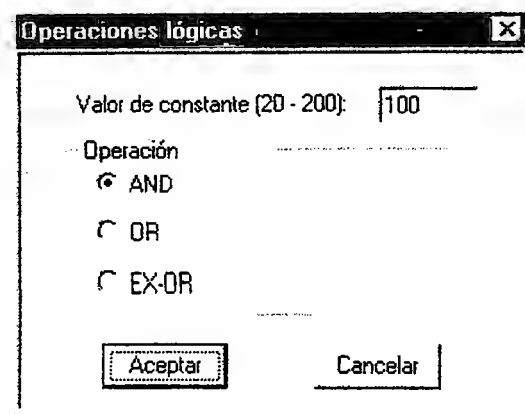 Operaciones lógicas
Valor de constante (20 - 200): 100
Operación
AND
OR
EX-OR
Aceptar Cancelar